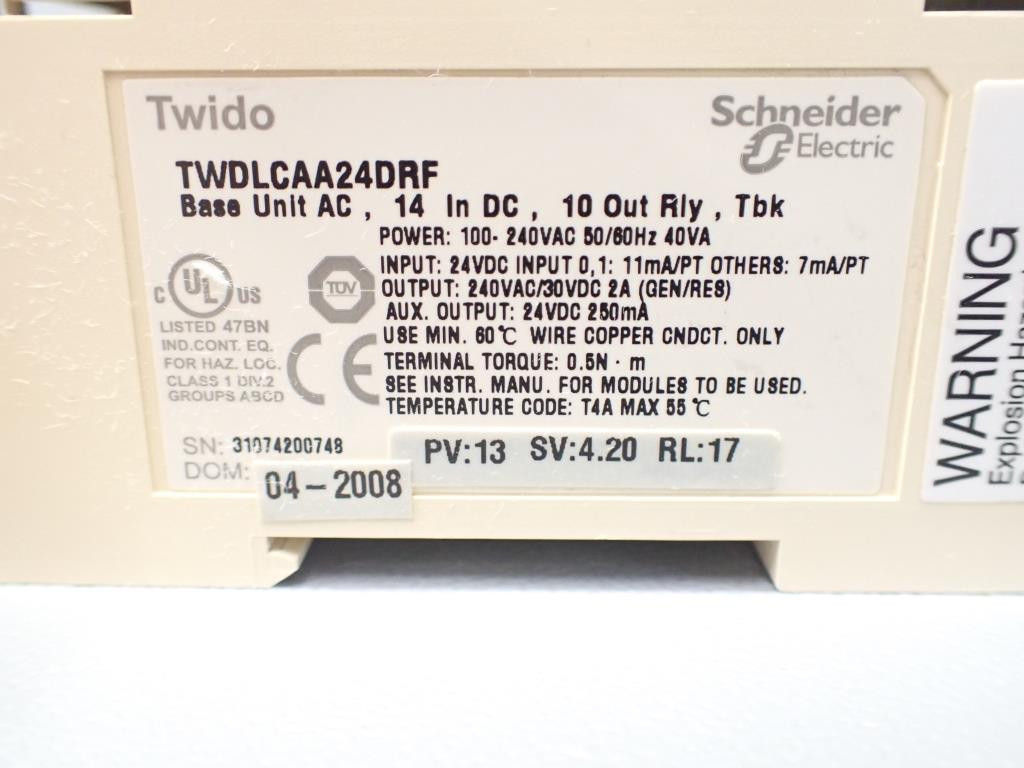 Twido
Schneider
Electric
TWDLCAA24DRF
Base Unit AC , 14 In DC , 10 Out Rly , Tbk
POWER: 100- 240VAC 50/60Hz 40VA
INPUT: 24VDC INPUT 0,1: 11mA/PT OTHERS: 7mA/PT
OUTPUT: 240VAC/30VDC 2A (GEN/RES)
AUX. OUTPUT: 24VDC 250mA
USE MIN. 60℃ WIRE COPPER CNDCT. ONLY
TERMINAL TORQUE: 0.5N · m
SEE INSTR. MANU. FOR MODULES TO BE USED.
TEMPERATURE CODE: T4A MAX 55 ℃
C UL US
TÜV
LISTED 47BN
IND.CONT. EQ.
FOR HAZ. LOC.
CLASS 1 DIV.2
GROUPS ABCD
CE
SN: 31074200748
PV:13 SV:4.20 RL:17
DOM: 04-2008
WARNING
Explosion